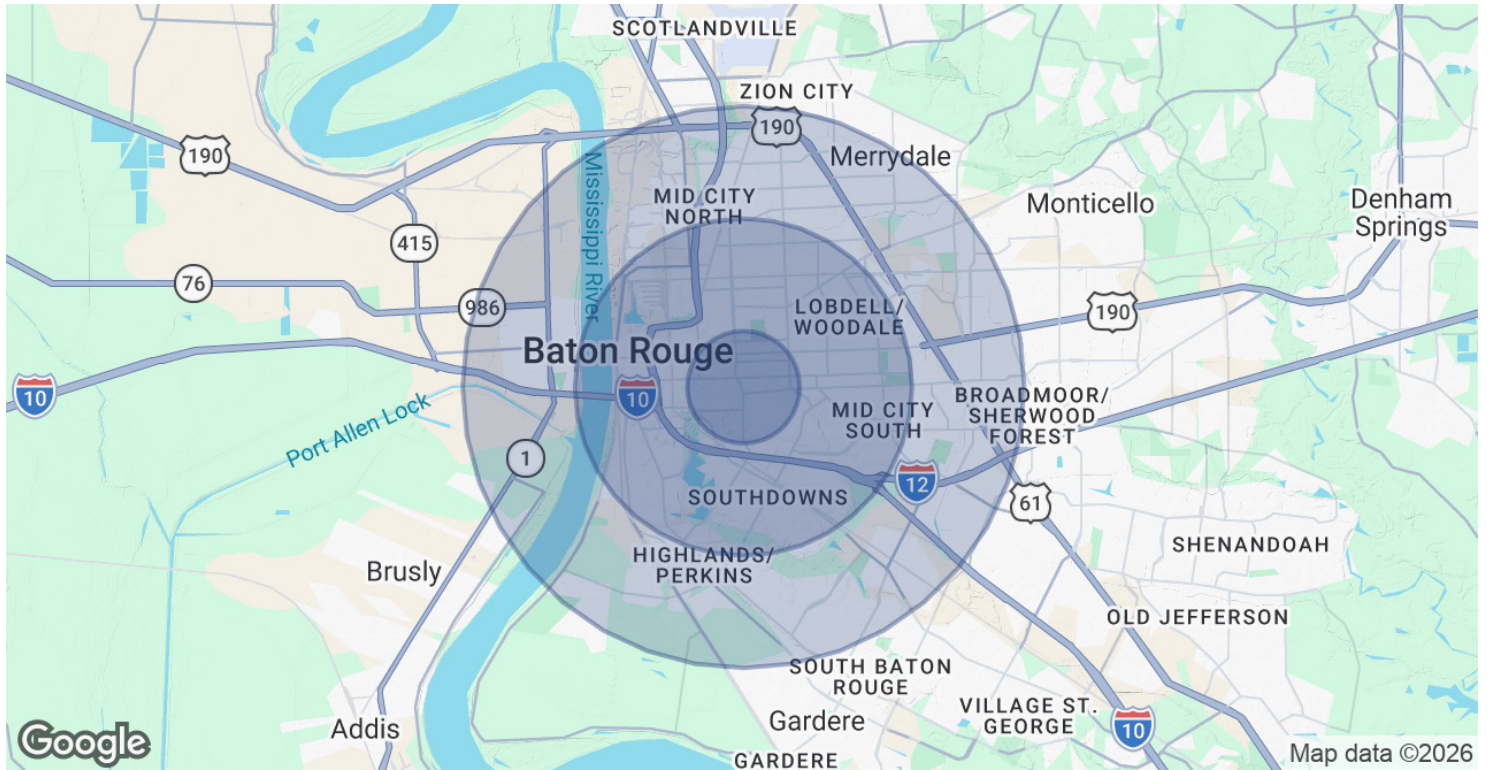 SCOTLANDVILLE
ZION CITY
190
190
Merrydale
MID CITY
NORTH
Monticello
Denham
Springs
Mississippi River
415
76
986
LOBDELL/
WOODALE
190
Baton Rouge
10
10
Port Allen Lock
MID CITY
SOUTH
BROADMOOR/
SHERWOOD
FOREST
1
12
SOUTHDOWNS
61
SHENANDOAH
HIGHLANDS/
PERKINS
Brusly
OLD JEFFERSON
SOUTH BATON
ROUGE
VILLAGE ST.
GEORGE
Gardere
Addis
10
GARDERE
Google
Map data ©2026